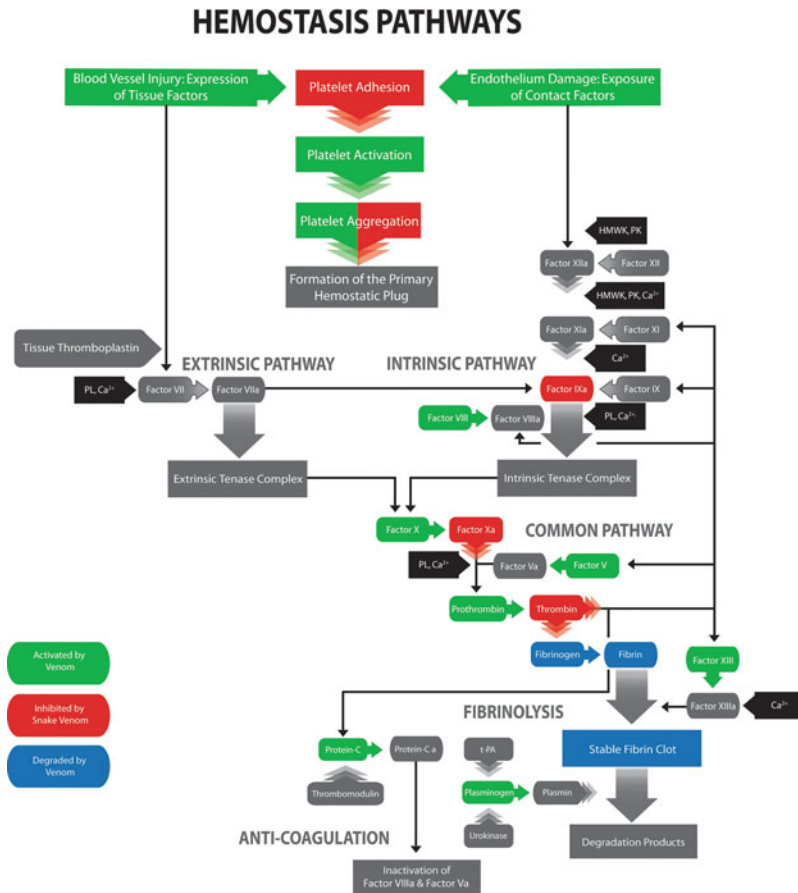 HEMOSTASIS PATHWAYS
Blood Vessel Injury: Expression
of Tissue Factors
Platelet Adhesion
Endothelium Damage: Exposure
of Contact Factors
Platelet Activation
Platelet Aggregation
Formation of the Primary
Hemostatic Plug
HMWK, PK
Factor XIIa
Factor XII
HMWK, PK, Ca²⁺
Factor XIa
Factor XI
Ca²⁺
Tissue Thromboplastin
EXTRINSIC PATHWAY
INTRINSIC PATHWAY
PL, Ca²⁺
Factor VII
Factor VIIa
Factor IXa
Factor IX
Factor VIII
Factor VIIIa
PL, Ca²⁺
Extrinsic Tenase Complex
Intrinsic Tenase Complex
Factor X
Factor Xa
COMMON PATHWAY
PL, Ca²⁺
Factor Va
Factor V
Prothrombin
Thrombin
Activated by
Venom
Fibrinogen
Fibrin
Factor XIII
Inhibited by
Snake Venom
FIBRINOLYSIS
Factor XIIIa
Ca²⁺
Degraded by
Venom
Protein-C
Protein-C a
t-PA
Stable Fibrin Clot
Thrombomodulin
Plasminogen
Plasmin
Urokinase
ANTI-COAGULATION
Degradation Products
Inactivation of
Factor VIIIa & Factor Va